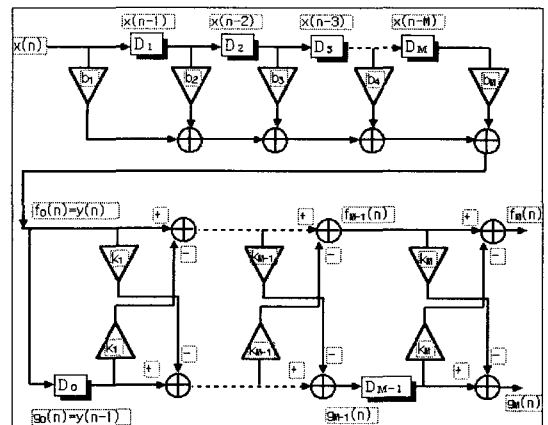 x(n-1) x(n-2) x(n-3) x(n-M)
x(n) D1 D2 D3 DM
b1 b2 b3 b4 bM
f0(n)=y(n) + + fM-1(n) + fM(n)
- - -
k1 kM-1 kM
k1 kM-1 kM
- - -
D0 + + DM-1 +
g0(n)=y(n-1) gM-1(n) gM(n)